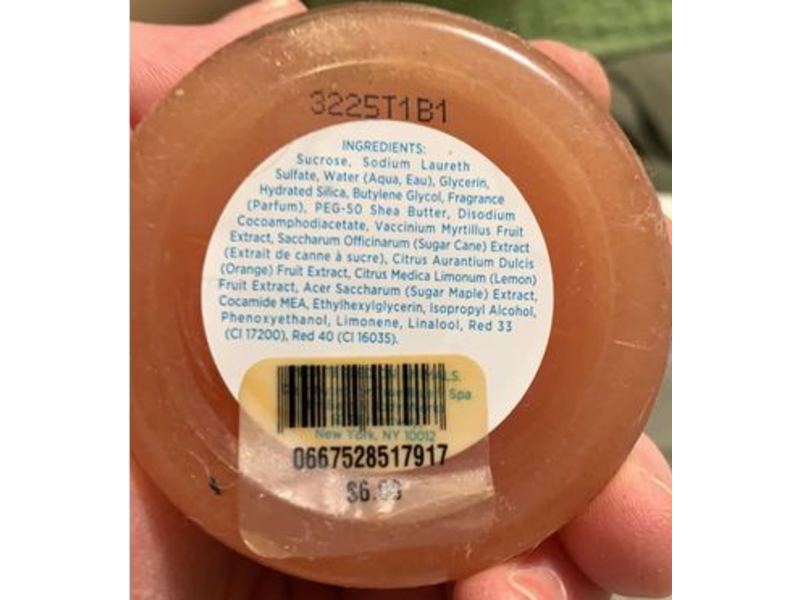 3225T1B1
INGREDIENTS:
Sucrose, Sodium Laureth
Sulfate, Water (Aqua, Eau), Glycerin,
Hydrated Silica, Butylene Glycol, Fragrance
(Parfum), PEG-50 Shea Butter, Disodium
Cocoamphodiacetate, Vaccinium Myrtillus Fruit
Extract, Saccharum Officinarum (Sugar Cane) Extract
(Extrait de canne à sucre), Citrus Aurantium Dulcis
(Orange) Fruit Extract, Citrus Medica Limonum (Lemon)
Fruit Extract, Acer Saccharum (Sugar Maple) Extract,
Cocamide MEA, Ethylhexylglycerin, Isopropyl Alcohol,
Phenoxyethanol, Limonene, Linalool, Red 33
(CI 17200), Red 40 (CI 16035).
Spa
New York, NY 10012
0667528517917